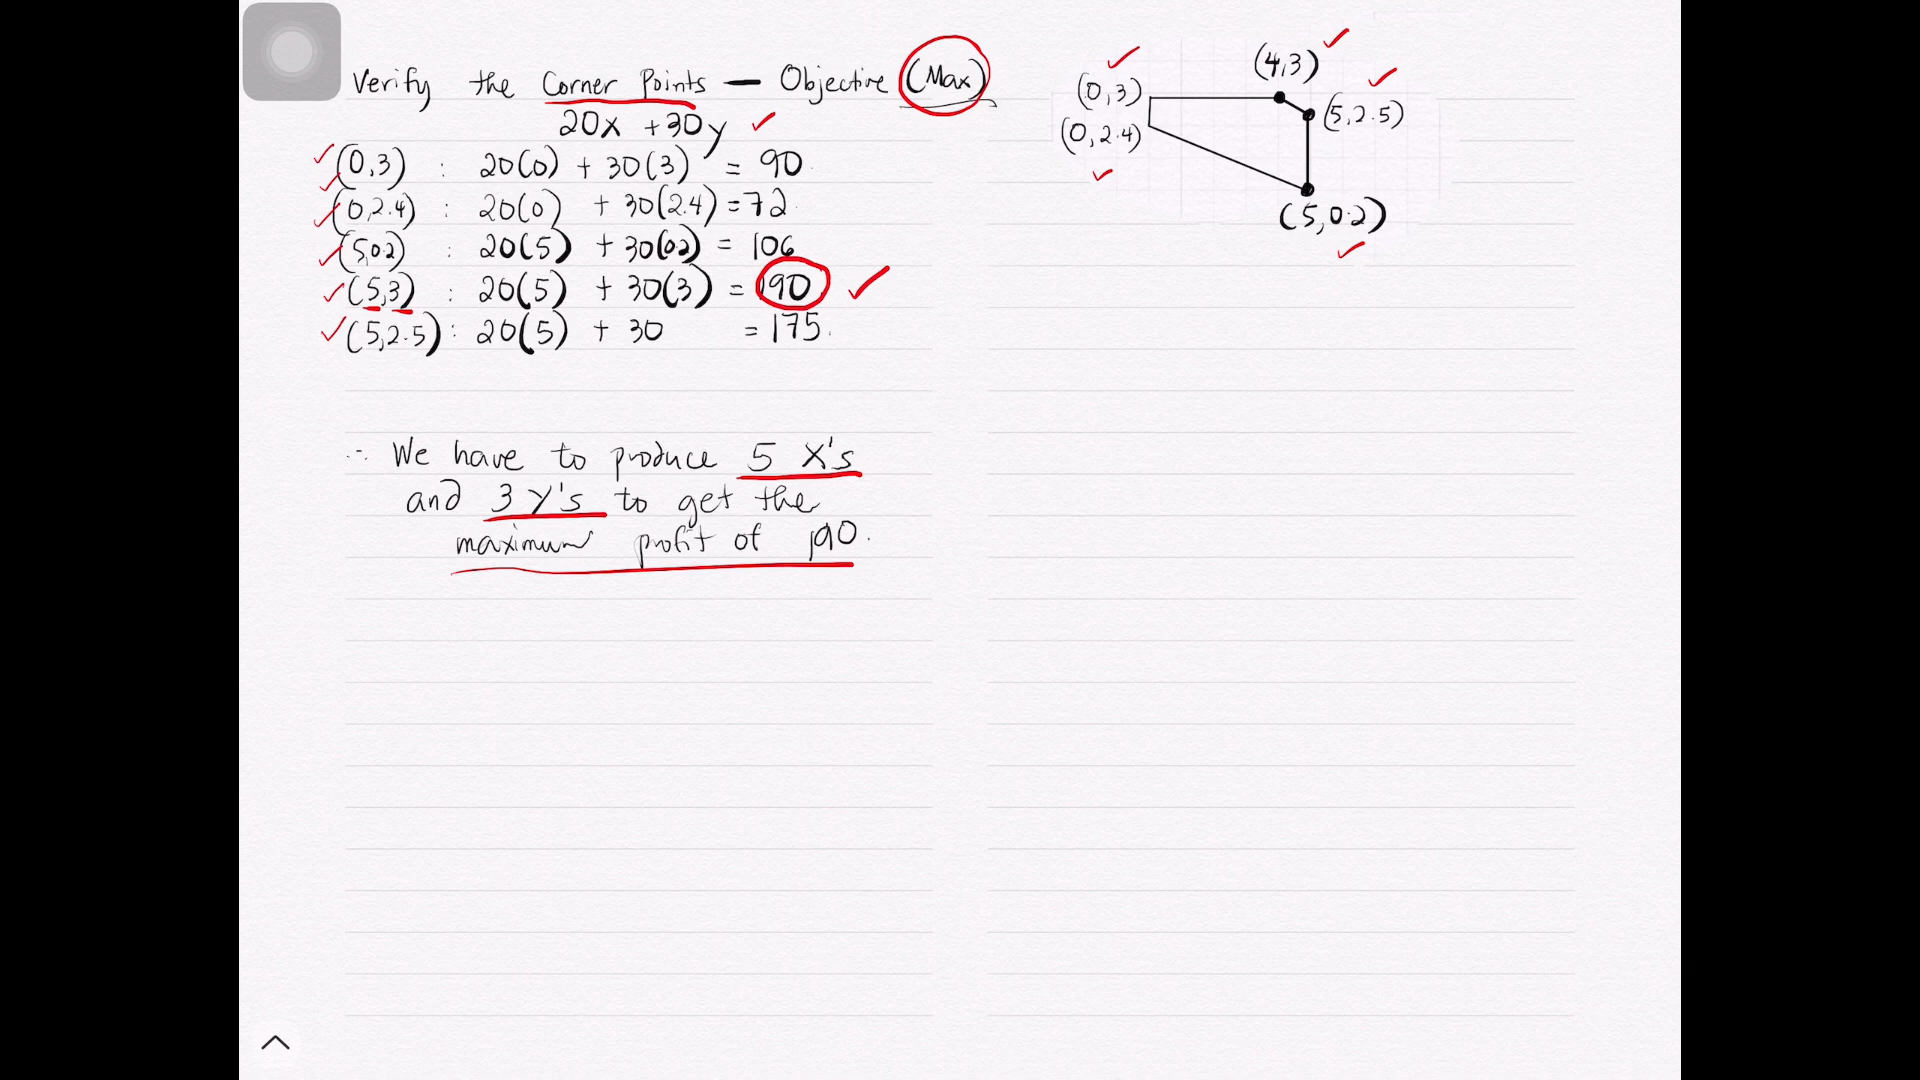 Verify the Corner Points — Objective (Max)
20x + 30y
(0,3) : 20(0) + 30(3) = 90
(0,2.4) : 20(0) + 30(2.4) = 72
(5,0.2) : 20(5) + 30(0.2) = 106
(5,3) : 20(5) + 30(3) = 190
(5,2.5) : 20(5) + 30 = 175.
∴ We have to produce 5 X's
and 3 Y's to get the
maximum profit of 190.
(4,3)
(0,3)
(5,2.5)
(0,2.4)
(5,0.2)